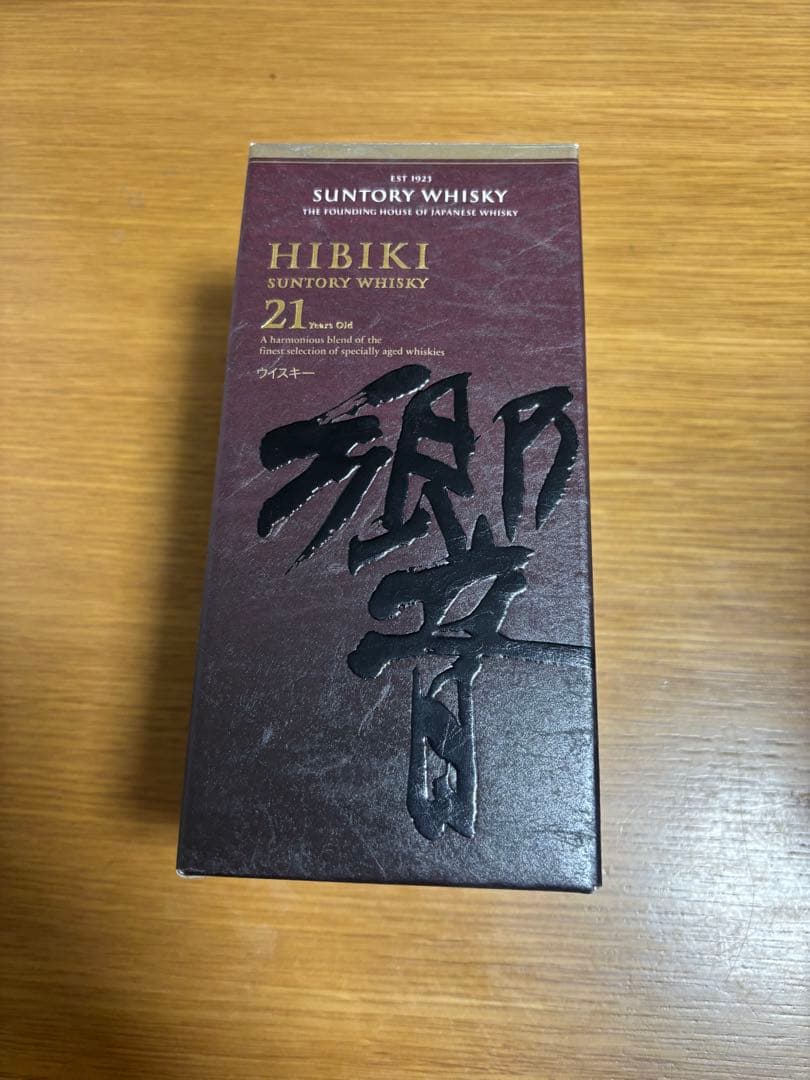 EST 1923
SUNTORY WHISKY
THE FOUNDING HOUSE OF JAPANESE WHISKY
HIBIKI
SUNTORY WHISKY
21 Years Old
A harmonious blend of the
finest selection of specially aged whiskies
ウイスキー
響